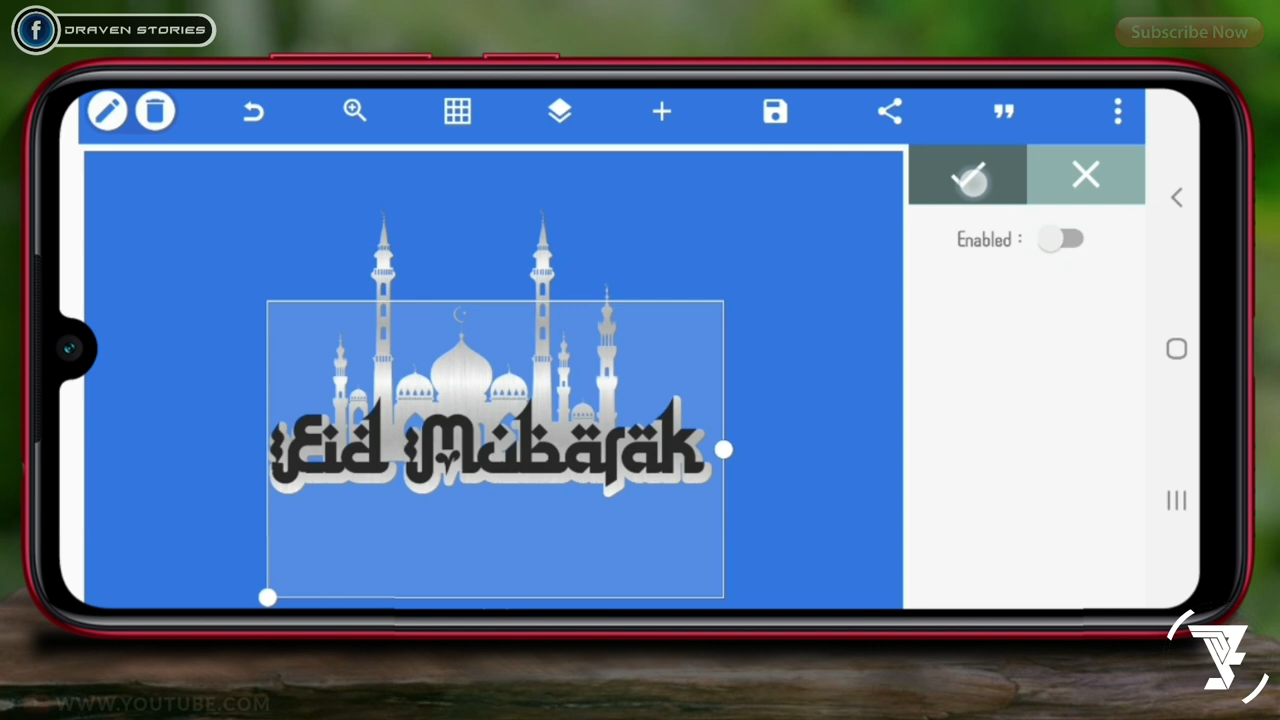 DRAVEN STORIES
Subscribe Now
Enabled :
Eid Mubarak
WWW.YOUTUBE.COM